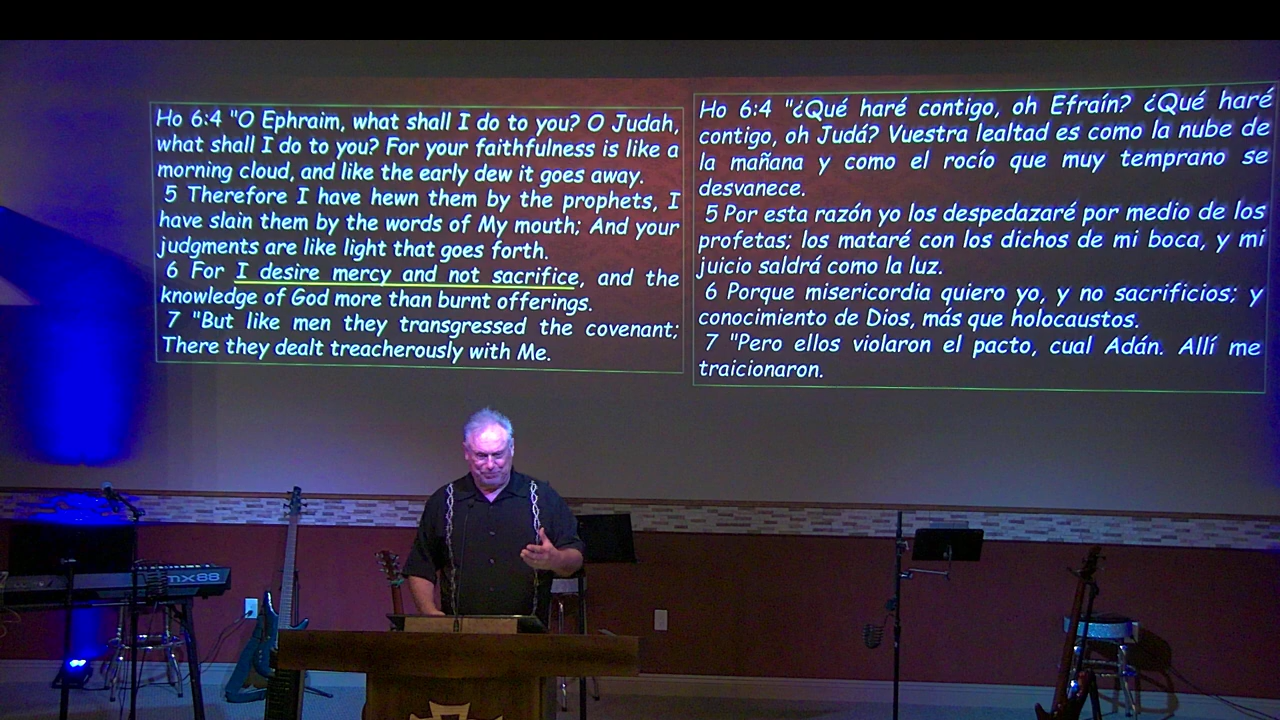 Ho 6:4 "O Ephraim, what shall I do to you? O Judah,
what shall I do to you? For your faithfulness is like a
morning cloud, and like the early dew it goes away.
5 Therefore I have hewn them by the prophets, I
have slain them by the words of My mouth; And your
judgments are like light that goes forth.
6 For I desire mercy and not sacrifice, and the
knowledge of God more than burnt offerings.
7 "But like men they transgressed the covenant;
There they dealt treacherously with Me.
Ho 6:4 "¿Qué haré contigo, oh Efraín? ¿Qué haré
contigo, oh Judá? Vuestra lealtad es como la nube de
la mañana y como el rocío que muy temprano se
desvanece.
5 Por esta razón yo los despedazaré por medio de los
profetas; los mataré con los dichos de mi boca, y mi
juicio saldrá como la luz.
6 Porque misericordia quiero yo, y no sacrificios; y
conocimiento de Dios, más que holocaustos.
7 "Pero ellos violaron el pacto, cual Adán. Allí me
traicionaron.
mx88